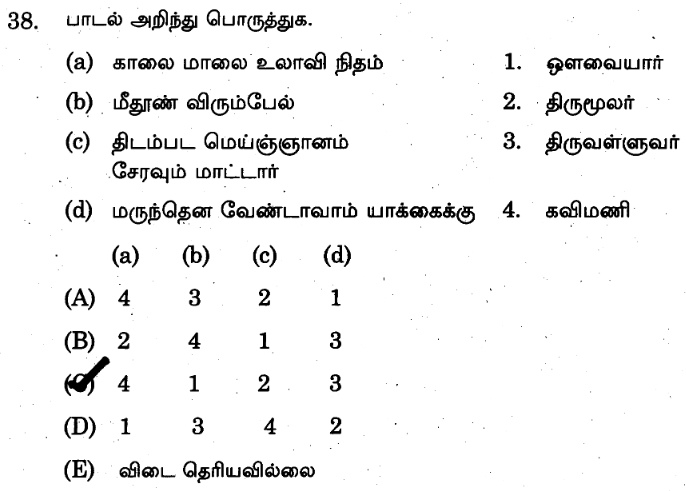 38. பாடல் அறிந்து பொருத்துக.
(a) காலை மாலை உலாவி நிதம் 1. ஔவையார்
(b) மீதூண் விரும்பேல் 2. திருமூலர்
(c) திடம்பட மெய்ஞ்ஞானம் 3. திருவள்ளுவர்
சேரவும் மாட்டார்
(d) மருந்தென வேண்டாவாம் யாக்கைக்கு 4. கவிமணி
(a) (b) (c) (d)
(A) 4 3 2 1
(B) 2 4 1 3
(C) 4 1 2 3
(D) 1 3 4 2
(E) விடை தெரியவில்லை